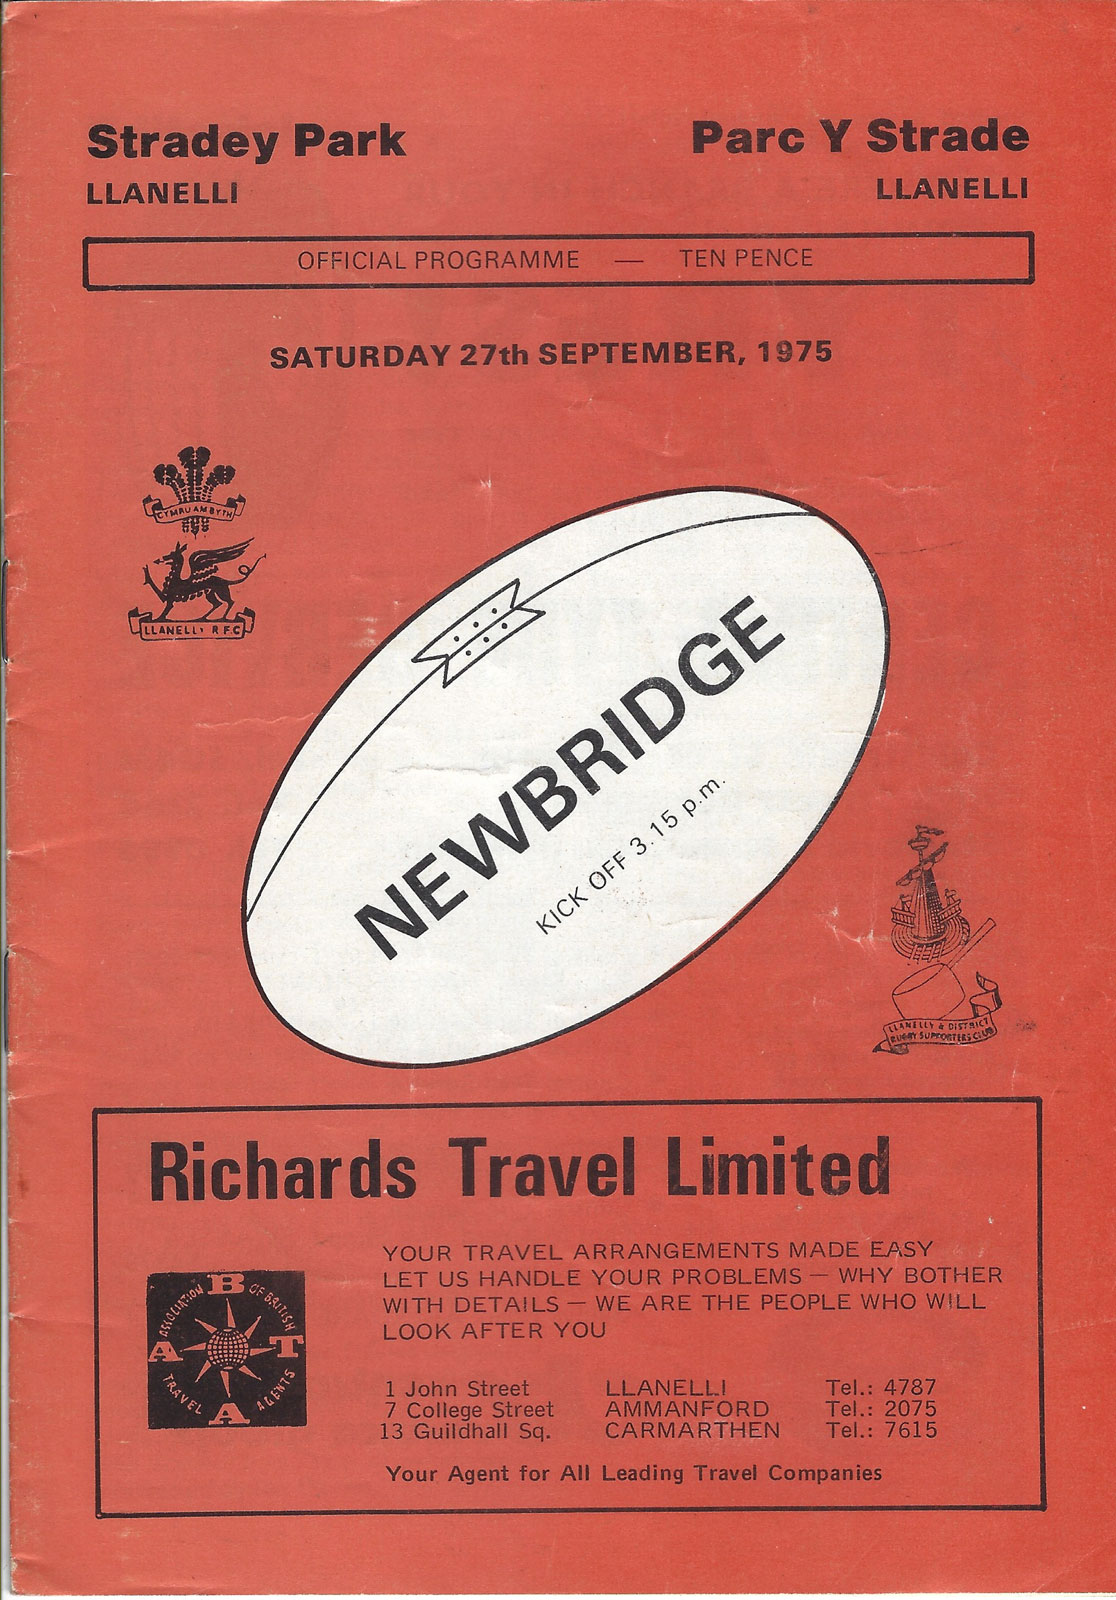 Stradey Park
LLANELLI
Parc Y Strade
LLANELLI
OFFICIAL PROGRAMME — TEN PENCE
SATURDAY 27th SEPTEMBER, 1975
CYMRU AM BYTH
LLANELLY R F C
NEWBRIDGE
KICK OFF 3.15 p.m.
LLANELLY & DISTRICT
RUGBY SUPPORTERS CLUB
Richards Travel Limited
YOUR TRAVEL ARRANGEMENTS MADE EASY
LET US HANDLE YOUR PROBLEMS — WHY BOTHER
WITH DETAILS — WE ARE THE PEOPLE WHO WILL
LOOK AFTER YOU
ABTA
ASSOCIATION OF BRITISH
TRAVEL AGENTS
1 John Street LLANELLI Tel.: 4787
7 College Street AMMANFORD Tel.: 2075
13 Guildhall Sq. CARMARTHEN Tel.: 7615
Your Agent for All Leading Travel Companies